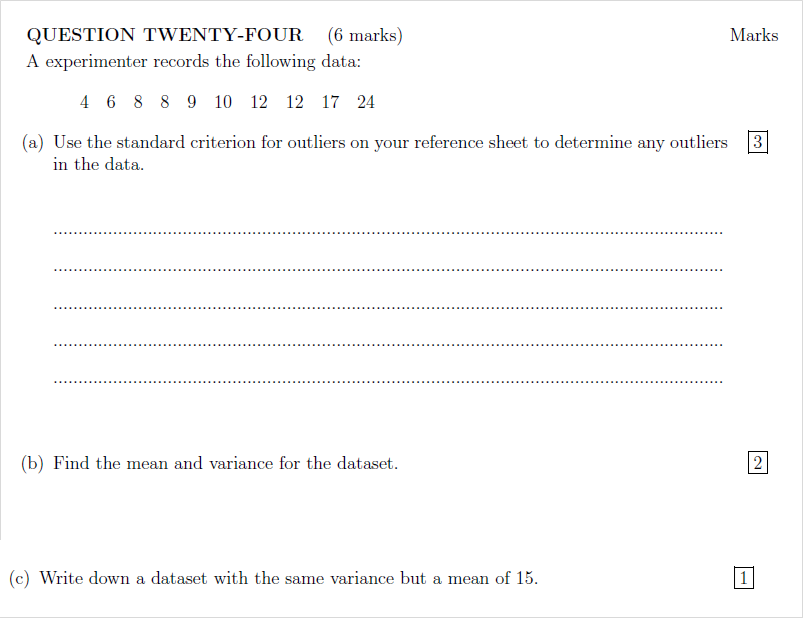 QUESTION TWENTY-FOUR (6 marks) Marks
A experimenter records the following data:
4 6 8 8 9 10 12 12 17 24
(a) Use the standard criterion for outliers on your reference sheet to determine any outliers 3
in the data.
(b) Find the mean and variance for the dataset. 2
(c) Write down a dataset with the same variance but a mean of 15. 1